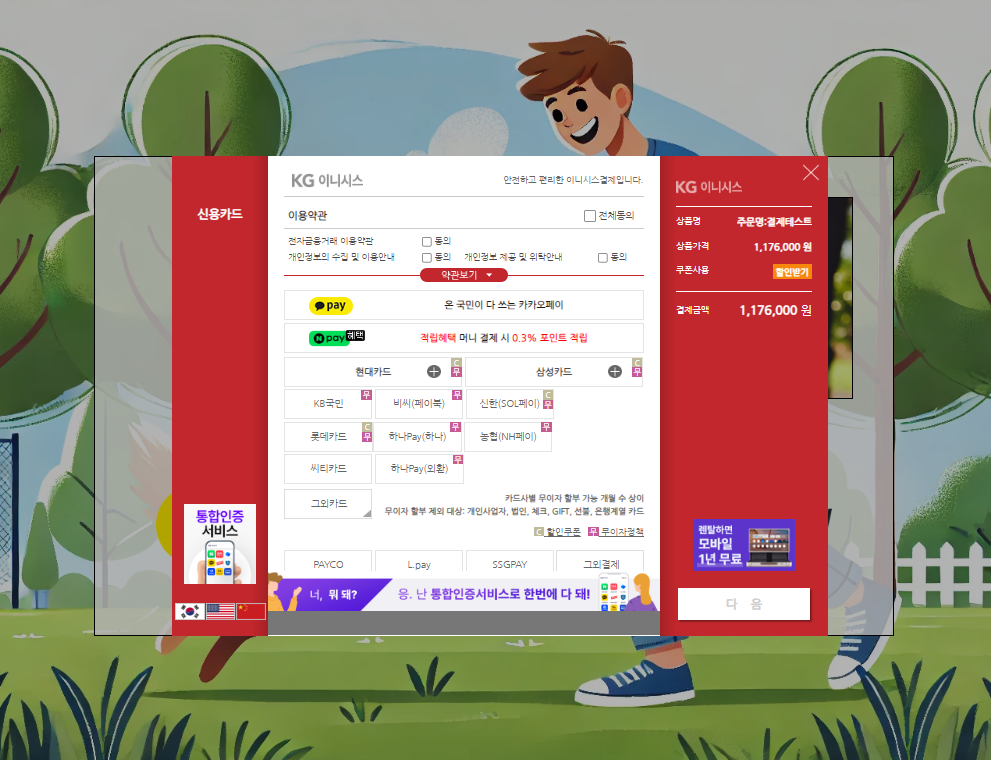 신용카드
통합인증
서비스
KG 이니시스
안전하고 편리한 이니시스결제입니다.
이용약관
전체동의
전자금융거래 이용약관
동의
개인정보의 수집 및 이용안내
동의
개인정보 제공 및 위탁안내
동의
약관보기
pay
온 국민이 다 쓰는 카카오페이
N pay 혜택
적립혜택 머니 결제 시 0.3% 포인트 적립
현대카드
C
무
삼성카드
C
무
KB국민
무
비씨(페이북)
무
신한(SOL페이)
C
무
롯데카드
C
무
하나Pay(하나)
무
농협(NH페이)
무
씨티카드
하나Pay(외환)
무
그외카드
카드사별 무이자 할부 가능 개월 수 상이
무이자 할부 제외 대상: 개인사업자, 법인, 체크, GIFT, 선불, 은행계열 카드
C 할인쿠폰 무 무이자정책
PAYCO
L.pay
SSGPAY
그외결제
너, 뭐 돼?
응. 난 통합인증서비스로 한번에 다 돼!
KG 이니시스
상품명
주문명:결제테스트
상품가격
1,176,000 원
쿠폰사용
할인받기
결제금액
1,176,000 원
렌탈하면
모바일
1년 무료
다 음